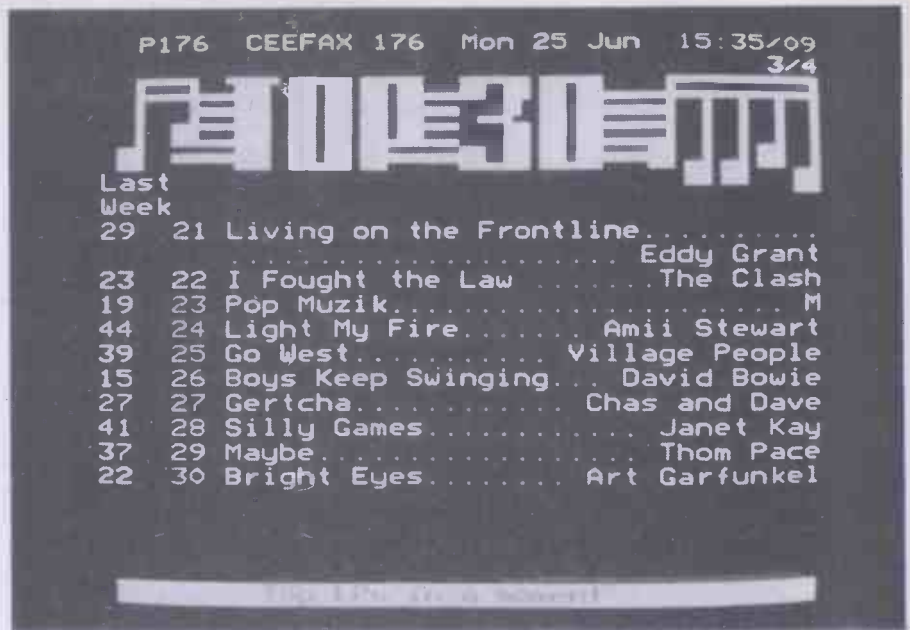 P176 CEEFAX 176 Mon 25 Jun 15:35/09
3/4
Last
Week
29 21 Living on the Frontline...........
........................ Eddy Grant
23 22 I Fought the Law .......The Clash
19 23 Pop Muzik...................... M
44 24 Light My Fire....... Amii Stewart
39 25 Go West............ Village People
15 26 Boys Keep Swinging... David Bowie
27 27 Gertcha............ Chas and Dave
41 28 Silly Games............ Janet Kay
37 29 Maybe................. Thom Pace
22 30 Bright Eyes........ Art Garfunkel